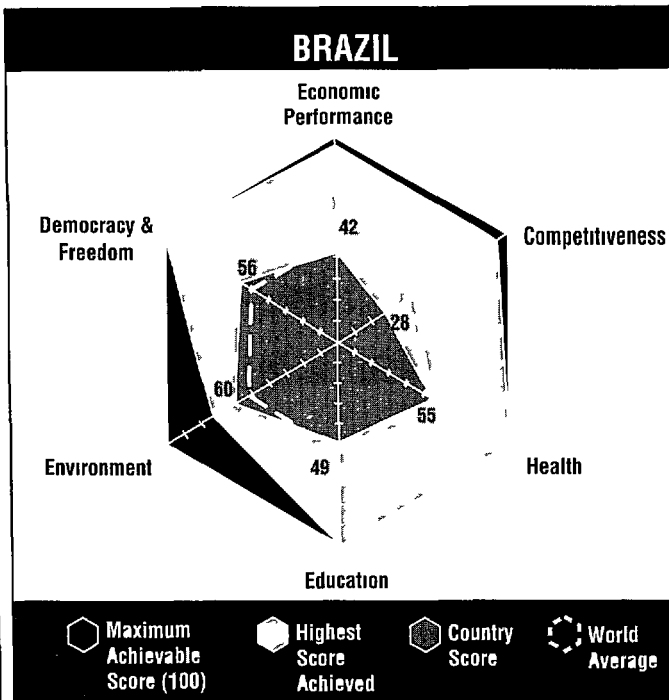 BRAZIL
Economic
Performance
Democracy &
Freedom
Competitiveness
42
56
28
60
55
49
Environment
Health
Education
Maximum
Achievable
Score (100)
Highest
Score
Achieved
Country
Score
World
Average